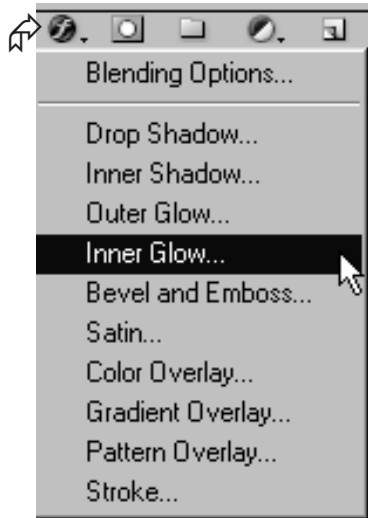 Blending Options...
Drop Shadow...
Inner Shadow...
Outer Glow...
Inner Glow...
Bevel and Emboss...
Satin...
Color Overlay...
Gradient Overlay...
Pattern Overlay...
Stroke...